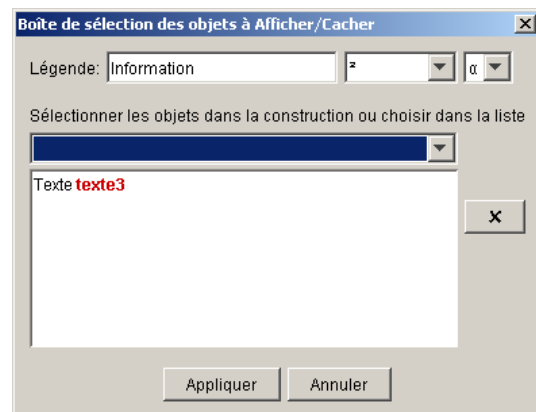 Boîte de sélection des objets à Afficher/Cacher
Légende: Information ² α
Sélectionner les objets dans la construction ou choisir dans la liste
Texte texte3
Appliquer Annuler